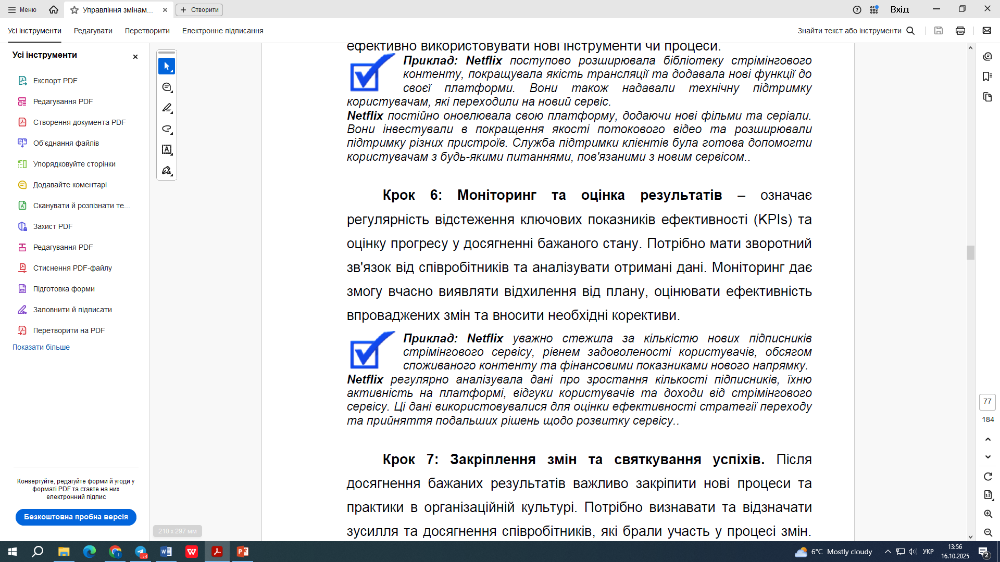 Меню
Управління змінам...
Створити
Вхід
Усі інструменти
Редагувати
Перетворити
Електронне підписання
Знайти текст або інструменти
Усі інструменти
Експорт PDF
Редагування PDF
Створення документа PDF
Об'єднання файлів
Упорядковуйте сторінки
Додавайте коментарі
Сканувати й розпізнати те...
Захист PDF
Редагування PDF
Стиснення PDF-файлу
Підготовка форми
Заповнити й підписати
Перетворити на PDF
Показати більше
Конвертуйте, редагуйте форми й угоди у
форматі PDF та ставте на них
електронний підпис
Безкоштовна пробна версія
210 x 297 мм
ефективно використовувати нові інструменти чи процеси.
Приклад: Netflix поступово розширювала бібліотеку стрімінгового
контенту, покращувала якість трансляції та додавала нові функції до
своєї платформи. Вони також надавали технічну підтримку
користувачам, які переходили на новий сервіс.
Netflix постійно оновлювала свою платформу, додаючи нові фільми та серіали.
Вони інвестували в покращення якості потокового відео та розширювали
підтримку різних пристроїв. Служба підтримки клієнтів була готова допомогти
користувачам з будь-якими питаннями, пов'язаними з новим сервісом..
Крок 6: Моніторинг та оцінка результатів – означає
регулярність відстеження ключових показників ефективності (KPIs) та
оцінку прогресу у досягненні бажаного стану. Потрібно мати зворотний
зв'язок від співробітників та аналізувати отримані дані. Моніторинг дає
змогу вчасно виявляти відхилення від плану, оцінювати ефективність
впроваджених змін та вносити необхідні корективи.
Приклад: Netflix уважно стежила за кількістю нових підписників
стрімінгового сервісу, рівнем задоволеності користувачів, обсягом
споживаного контенту та фінансовими показниками нового напрямку.
Netflix регулярно аналізувала дані про зростання кількості підписників, їхню
активність на платформі, відгуки користувачів та доходи від стрімінгового
сервісу. Ці дані використовувалися для оцінки ефективності стратегії переходу
та прийняття подальших рішень щодо розвитку сервісу..
Крок 7: Закріплення змін та святкування успіхів. Після
досягнення бажаних результатів важливо закріпити нові процеси та
практики в організаційній культурі. Потрібно визнавати та відзначати
зусилля та досягнення співробітників, які брали участь у процесі змін.
77
184
6°C Mostly cloudy
УКР
13:56
16.10.2025
2